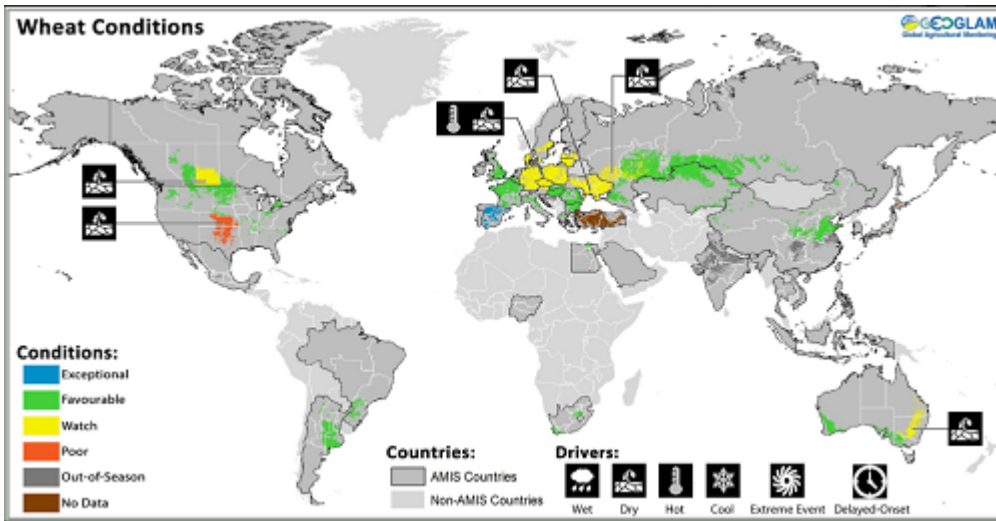 Wheat Conditions
GEOGLAM
Global Agricultural Monitoring
Conditions:
Exceptional
Favourable
Watch
Poor
Out-of-Season
No Data
Countries:
AMIS Countries
Non-AMIS Countries
Drivers:
Wet
Dry
Hot
Cool
Extreme Event
Delayed-Onset